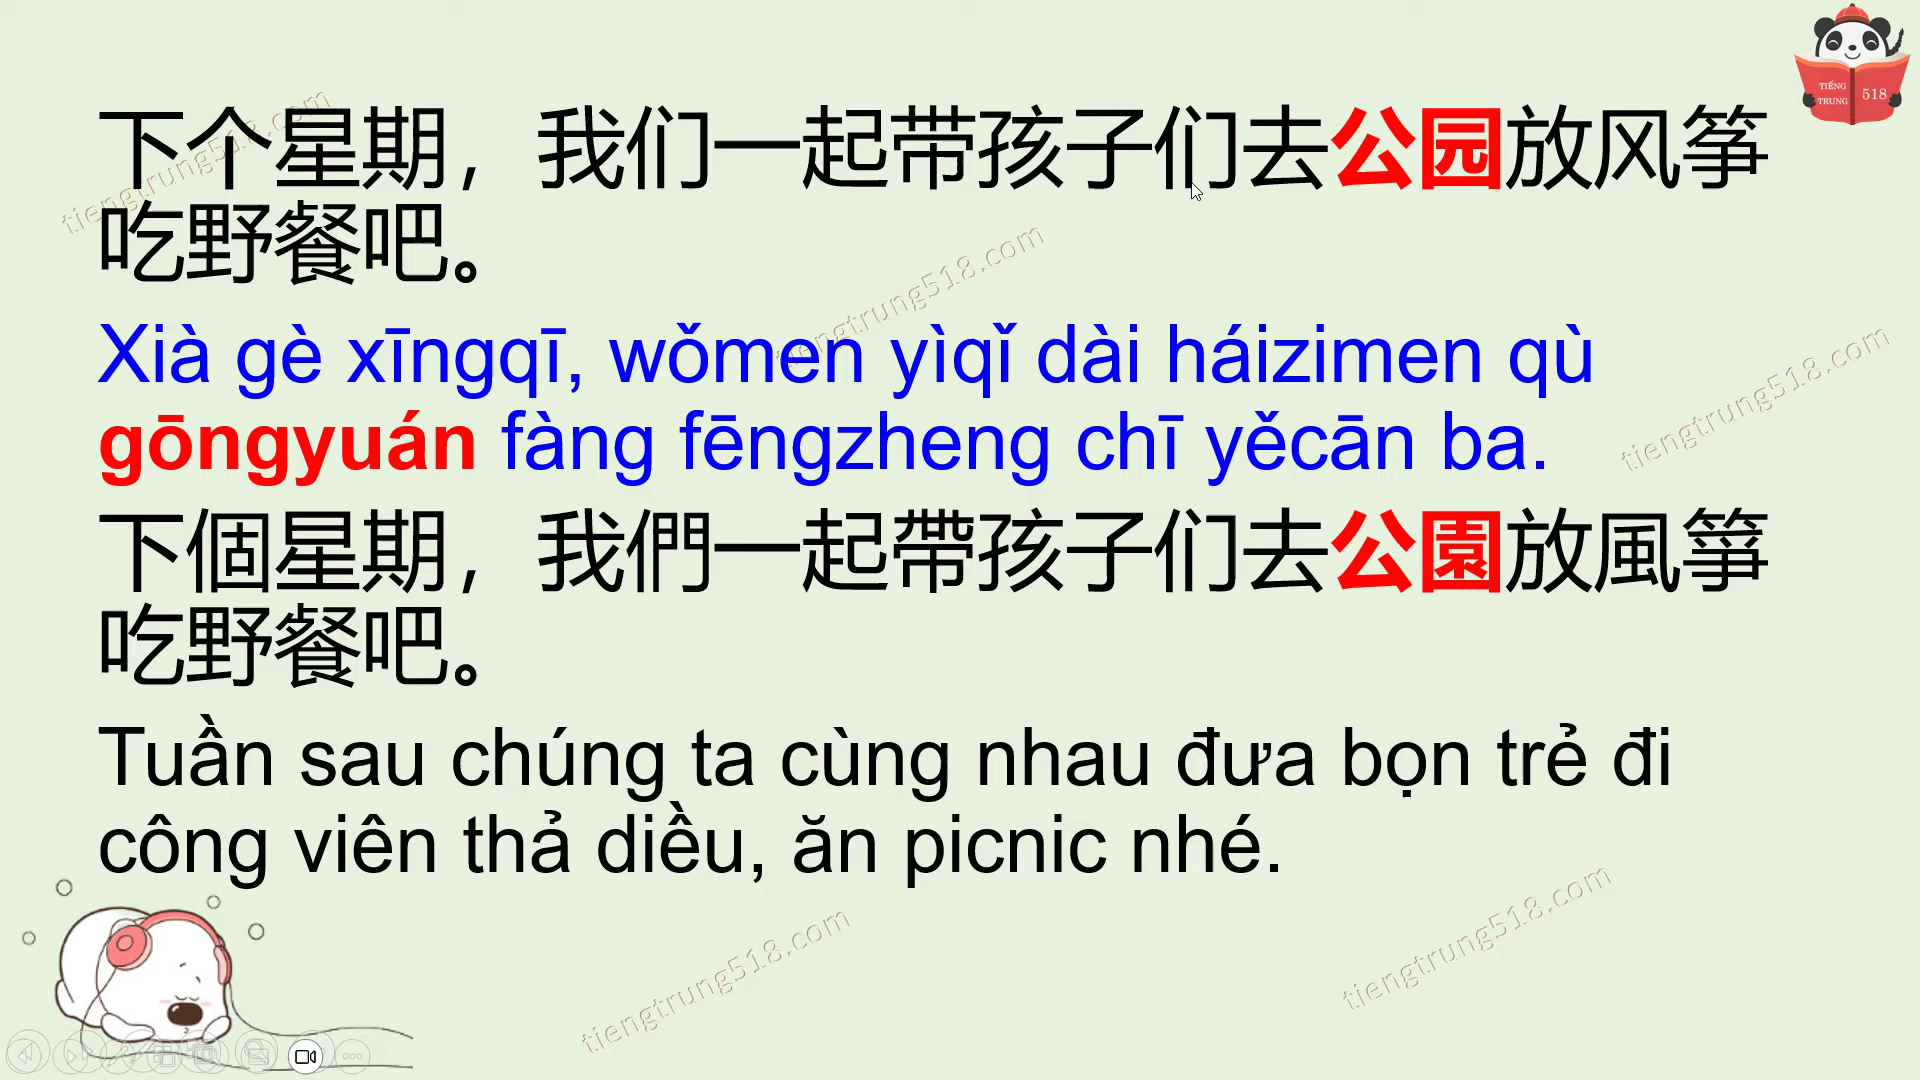 TIẾNG
TRUNG 518
下个星期，我们一起带孩子们去公园放风筝
吃野餐吧。
Xià gè xīngqī, wǒmen yìqǐ dài háizimen qù
gōngyuán fàng fēngzheng chī yěcān ba.
下個星期，我們一起帶孩子们去公園放風箏
吃野餐吧。
Tuần sau chúng ta cùng nhau đưa bọn trẻ đi
công viên thả diều, ăn picnic nhé.
tiengtrung518.com
tiengtrung518.com
tiengtrung518.com
tiengtrung518.com
tiengtrung518.com